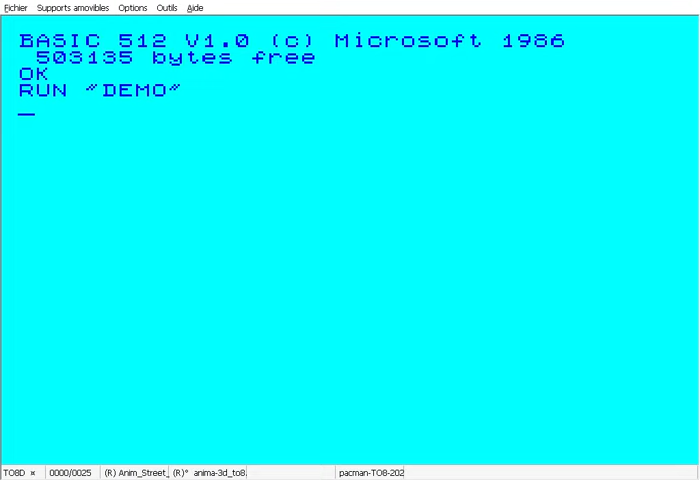 Fichier Supports amovibles Options Outils Aide
BASIC 512 V1.0 (c) Microsoft 1986
503135 bytes free
OK
RUN "DEMO"
TO8D × 0000/0025 (R) Anim_Street_ (R)° anima-3d_to8. pacman-TO8-202